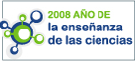 2008 AÑO DE
la enseñanza
de las ciencias